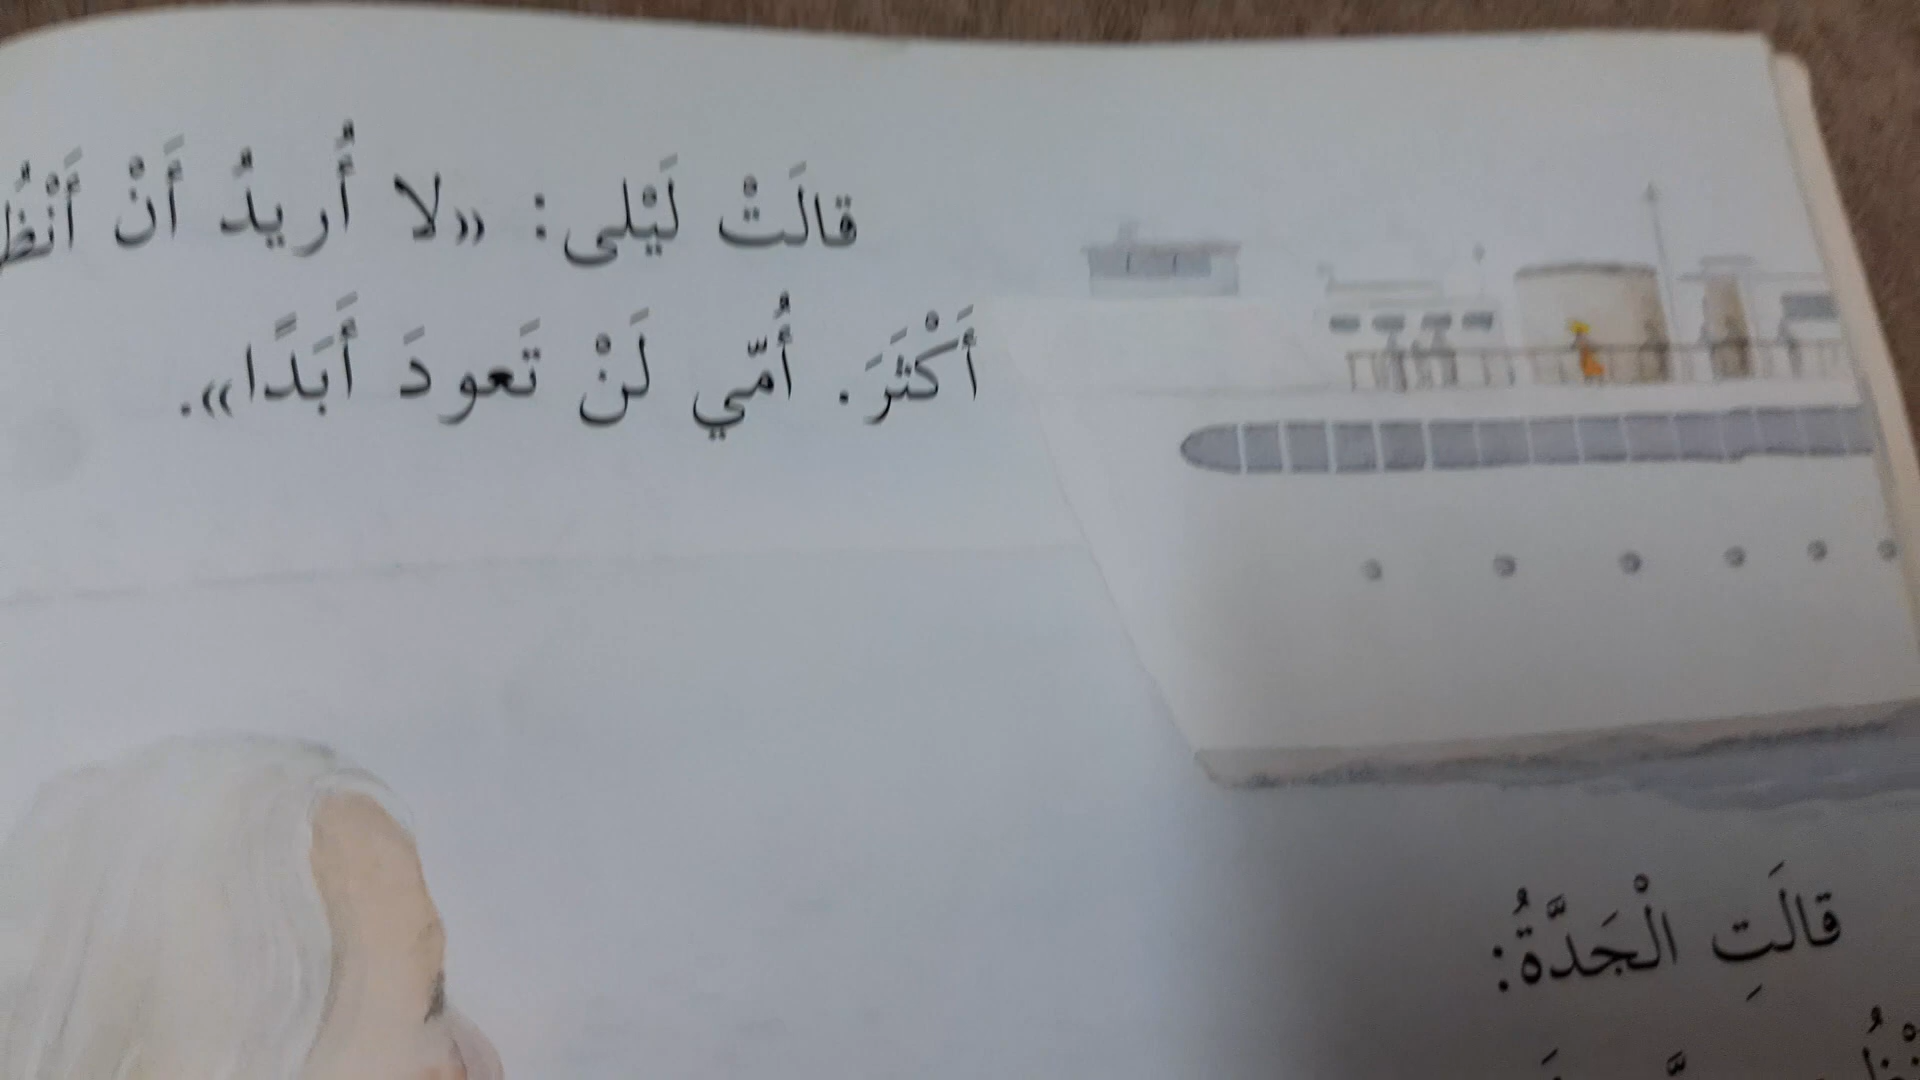 قالَتْ لَيْلى: «لا أُريدُ أَنْ
أَكْثَرَ. أُمّي لَنْ تَعودَ أَبَدًا».
قالَتِ الْجَدَّةُ: